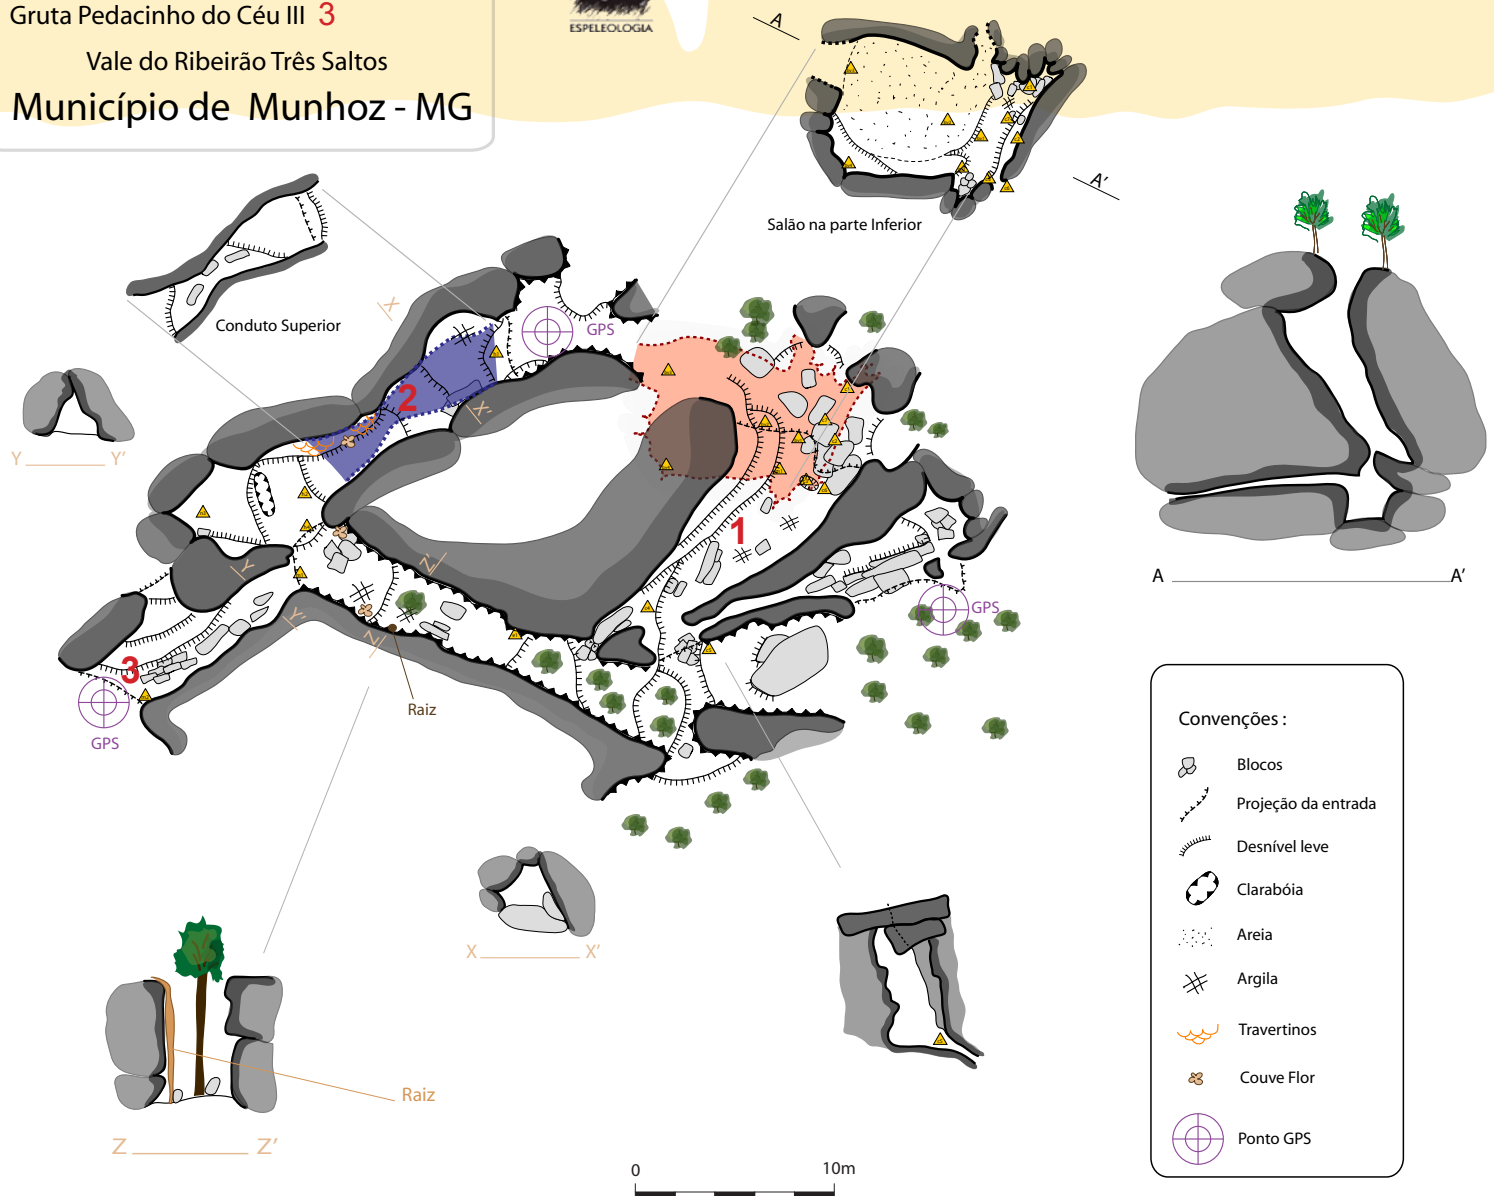 Gruta Pedacinho do Céu III 3
Vale do Ribeirão Três Saltos
Município de Munhoz - MG
ESPELEOLOGIA
A
A'
Salão na parte Inferior
Conduto Superior
X
GPS
2
X'
Y
Y'
1
Z
Y
Y'
Z'
GPS
3
GPS
Raiz
A
A'
X
X'
Raiz
Z
Z'
0
10m
Convenções :
Blocos
Projeção da entrada
Desnível leve
Clarabóia
Areia
Argila
Travertinos
Couve Flor
Ponto GPS